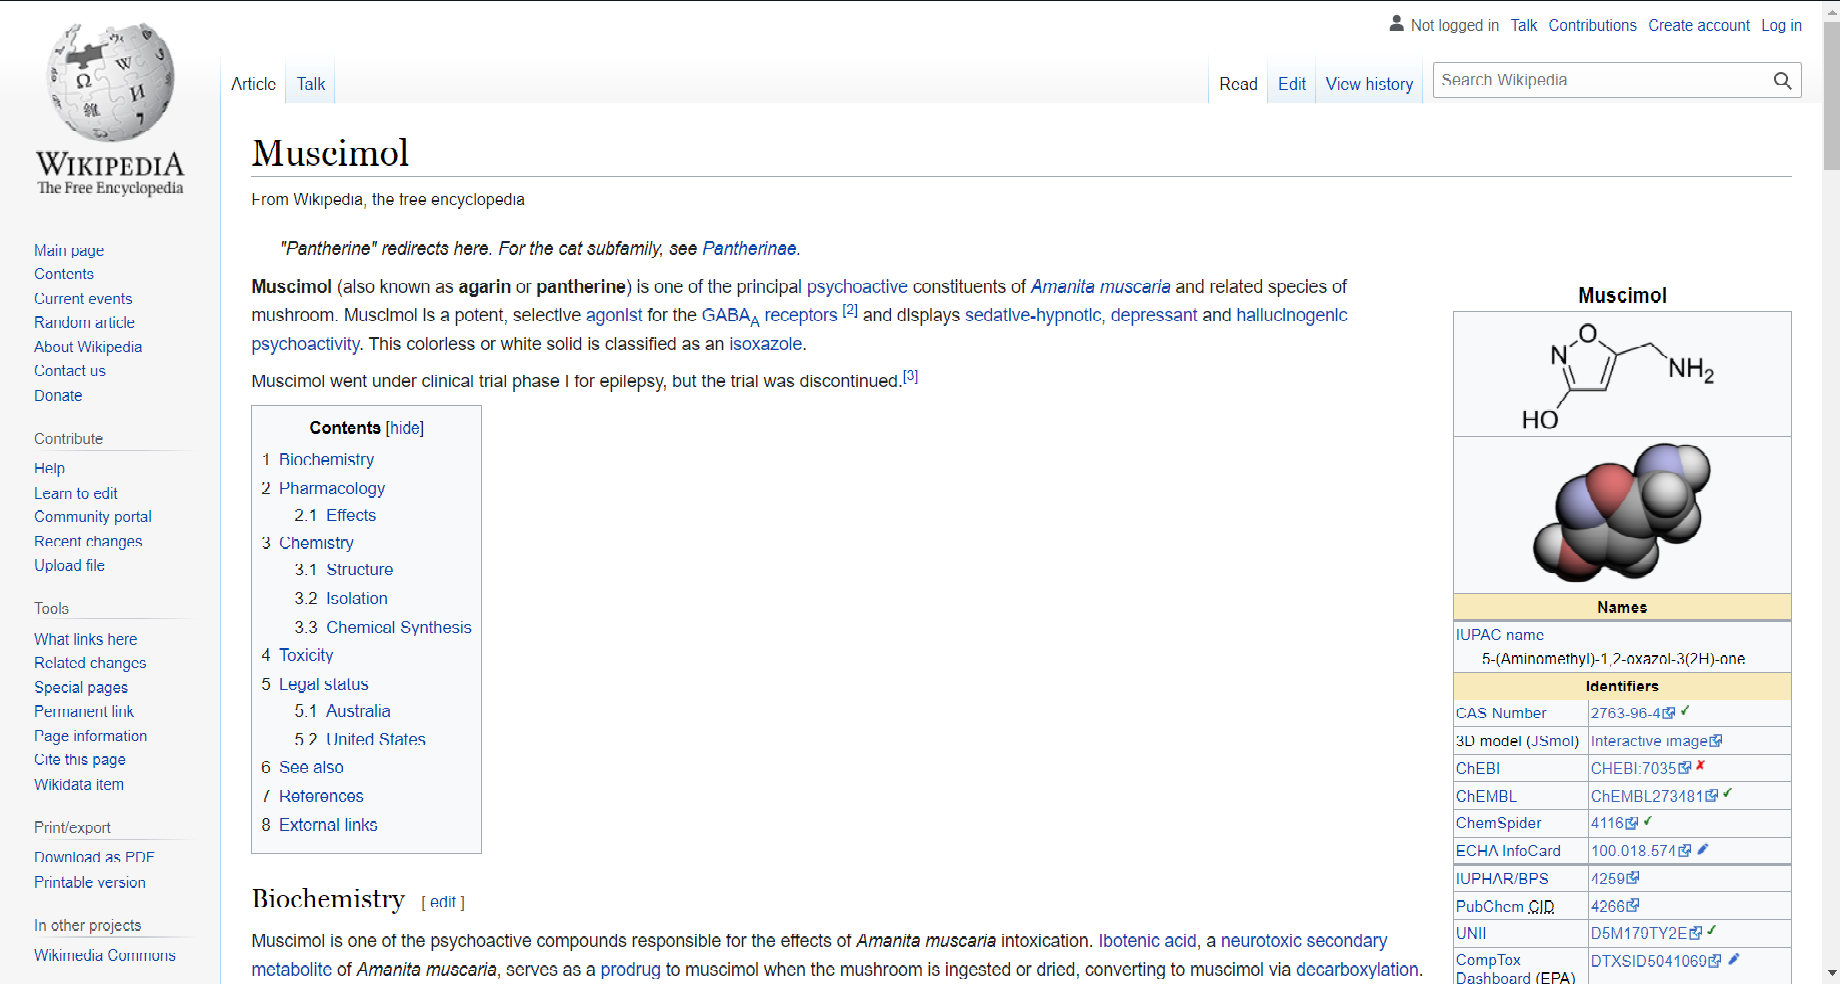 Not logged in Talk Contributions Create account Log in
Article Talk Read Edit View history Search Wikipedia
WIKIPEDIA
The Free Encyclopedia
Main page
Contents
Current events
Random article
About Wikipedia
Contact us
Donate
Contribute
Help
Learn to edit
Community portal
Recent changes
Upload file
Tools
What links here
Related changes
Special pages
Permanent link
Page information
Cite this page
Wikidata item
Print/export
Download as PDF
Printable version
In other projects
Wikimedia Commons
Muscimol
From Wikipedia, the free encyclopedia
"Pantherine" redirects here. For the cat subfamily, see Pantherinae.
Muscimol (also known as agarin or pantherine) is one of the principal psychoactive constituents of Amanita muscaria and related species of
mushroom. Muscimol is a potent, selective agonist for the GABAA receptors [2] and displays sedative-hypnotic, depressant and hallucinogenic
psychoactivity. This colorless or white solid is classified as an isoxazole.
Muscimol went under clinical trial phase I for epilepsy, but the trial was discontinued.[3]
Contents [hide]
1 Biochemistry
2 Pharmacology
2.1 Effects
3 Chemistry
3.1 Structure
3.2 Isolation
3.3 Chemical Synthesis
4 Toxicity
5 Legal status
5.1 Australia
5.2 United States
6 See also
7 References
8 External links
Biochemistry [ edit ]
Muscimol is one of the psychoactive compounds responsible for the effects of Amanita muscaria intoxication. Ibotenic acid, a neurotoxic secondary
metabolite of Amanita muscaria, serves as a prodrug to muscimol when the mushroom is ingested or dried, converting to muscimol via decarboxylation.
Muscimol
O
N
NH2
HO
Names
IUPAC name
5-(Aminomethyl)-1,2-oxazol-3(2H)-one
Identifiers
CAS Number 2763-96-4 ✓
3D model (JSmol) Interactive image
ChEBI CHEBI:7035 ✗
ChEMBL ChEMBL273481 ✓
ChemSpider 4116 ✓
ECHA InfoCard 100.018.574
IUPHAR/BPS 4259
PubChem CID 4266
UNII D5M179TY2E ✓
CompTox DTXSID5041069
Dashboard (EPA)